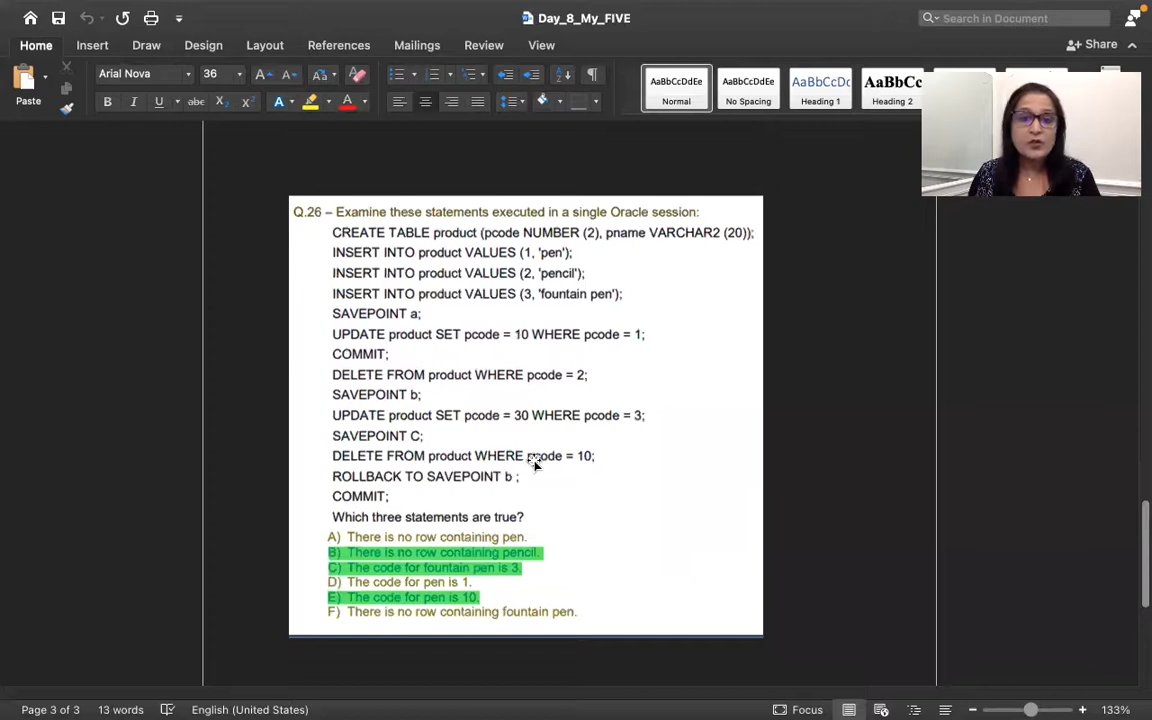 Day_8_My_FIVE
Search in Document
Home Insert Draw Design Layout References Mailings Review View
Share
Paste
Arial Nova 36
AaBbCcDdEe AaBbCcDdEe AaBbCcDc AaBbCc
Normal No Spacing Heading 1 Heading 2
Q.26 – Examine these statements executed in a single Oracle session:
CREATE TABLE product (pcode NUMBER (2), pname VARCHAR2 (20));
INSERT INTO product VALUES (1, 'pen');
INSERT INTO product VALUES (2, 'pencil');
INSERT INTO product VALUES (3, 'fountain pen');
SAVEPOINT a;
UPDATE product SET pcode = 10 WHERE pcode = 1;
COMMIT;
DELETE FROM product WHERE pcode = 2;
SAVEPOINT b;
UPDATE product SET pcode = 30 WHERE pcode = 3;
SAVEPOINT C;
DELETE FROM product WHERE pcode = 10;
ROLLBACK TO SAVEPOINT b ;
COMMIT;
Which three statements are true?
A) There is no row containing pen.
B) There is no row containing pencil.
C) The code for fountain pen is 3.
D) The code for pen is 1.
E) The code for pen is 10.
F) There is no row containing fountain pen.
Page 3 of 3 13 words English (United States) Focus 133%